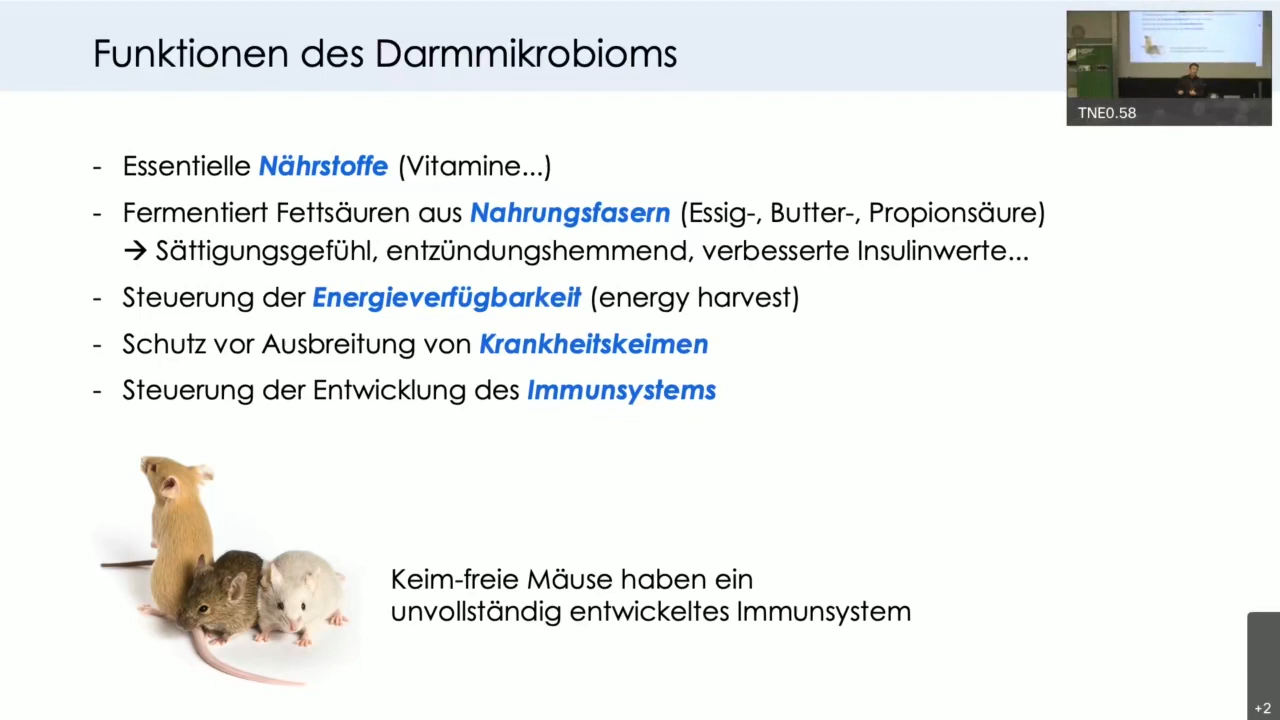 Funktionen des Darmmikrobioms
TNE0.58
- Essentielle Nährstoffe (Vitamine...)
- Fermentiert Fettsäuren aus Nahrungsfasern (Essig-, Butter-, Propionsäure)
→ Sättigungsgefühl, entzündungshemmend, verbesserte Insulinwerte...
- Steuerung der Energieverfügbarkeit (energy harvest)
- Schutz vor Ausbreitung von Krankheitskeimen
- Steuerung der Entwicklung des Immunsystems
Keim-freie Mäuse haben ein
unvollständig entwickeltes Immunsystem
+2